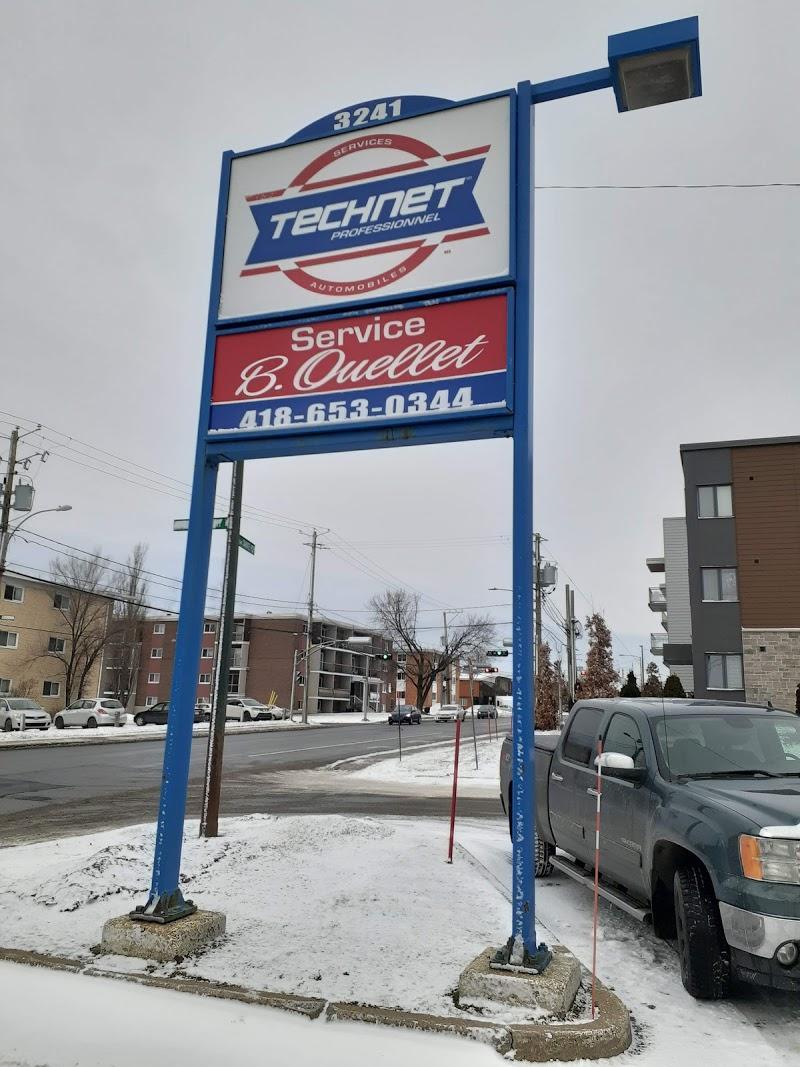 3241
SERVICES
TECHNET
PROFESSIONNEL
AUTOMOBILES
Service
B. Ouellet
418-653-0344